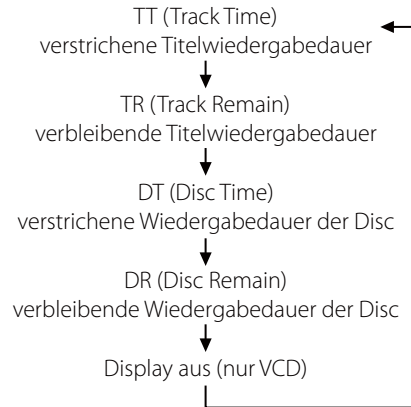 TT (Track Time)
verstrichene Titelwiedergabedauer
TR (Track Remain)
verbleibende Titelwiedergabedauer
DT (Disc Time)
verstrichene Wiedergabedauer der Disc
DR (Disc Remain)
verbleibende Wiedergabedauer der Disc
Display aus (nur VCD)